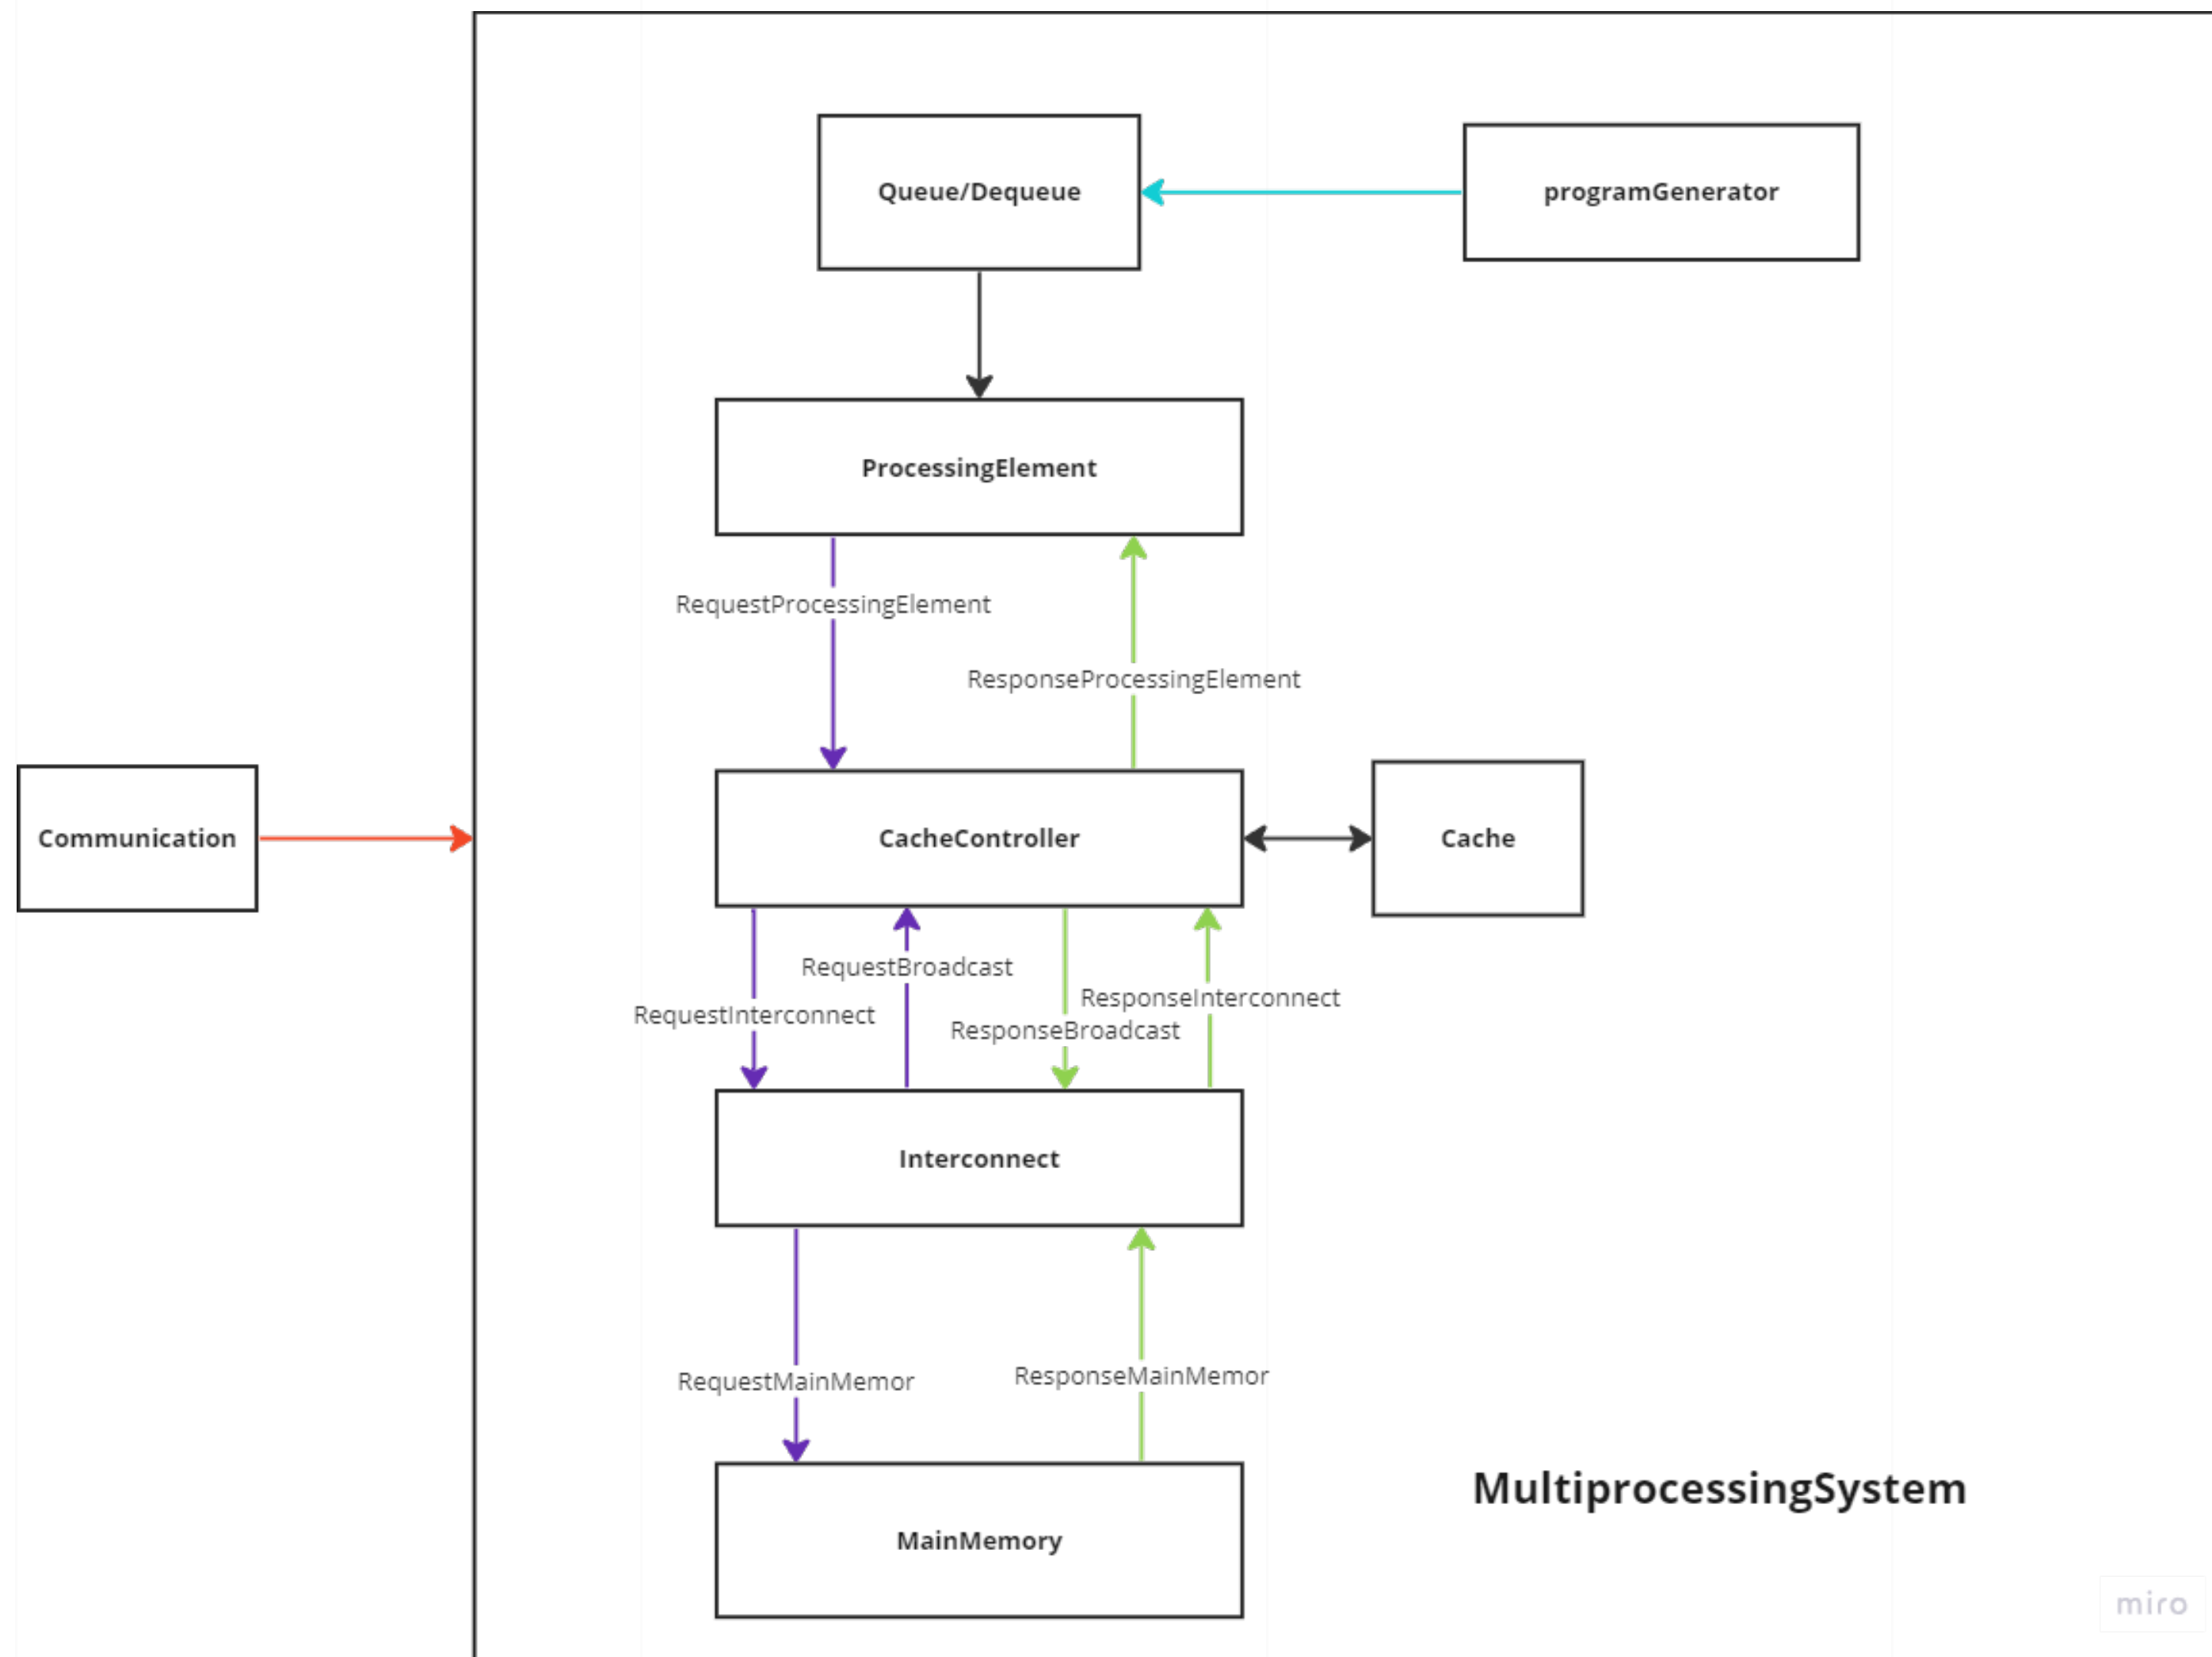 Queue/Dequeue
programGenerator
ProcessingElement
RequestProcessingElement
ResponseProcessingElement
Communication
CacheController
Cache
RequestBroadcast
ResponseInterconnect
RequestInterconnect
ResponseBroadcast
Interconnect
RequestMainMemor
ResponseMainMemor
MultiprocessingSystem
MainMemory
miro